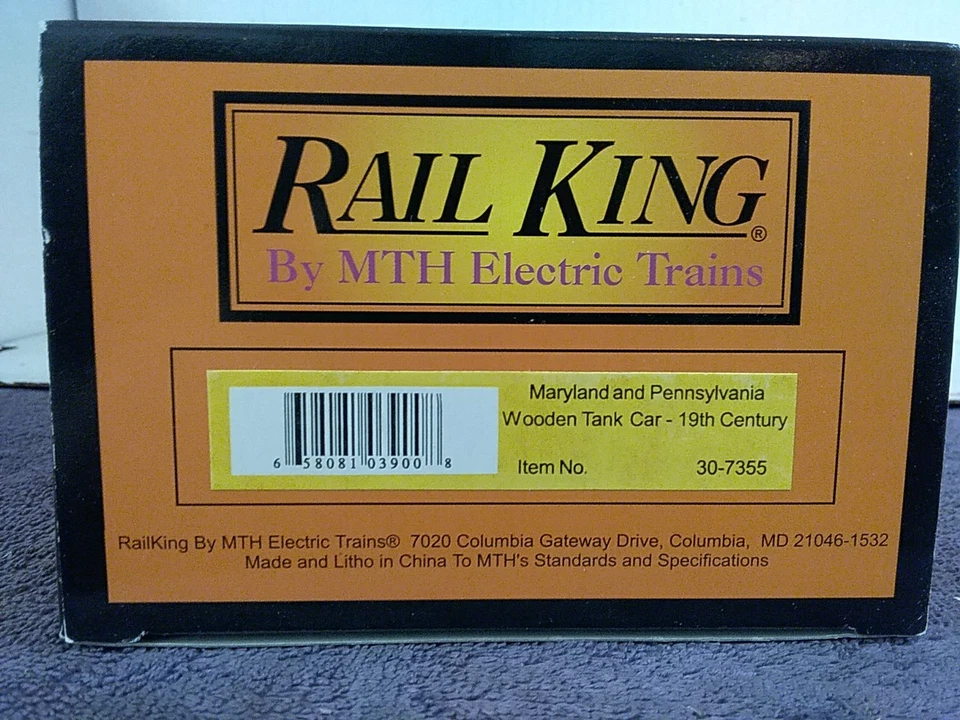 RAIL KING®
By MTH Electric Trains
Maryland and Pennsylvania
Wooden Tank Car - 19th Century
6 58081 03900 8
Item No. 30-7355
RailKing By MTH Electric Trains® 7020 Columbia Gateway Drive, Columbia, MD 21046-1532
Made and Litho in China To MTH's Standards and Specifications